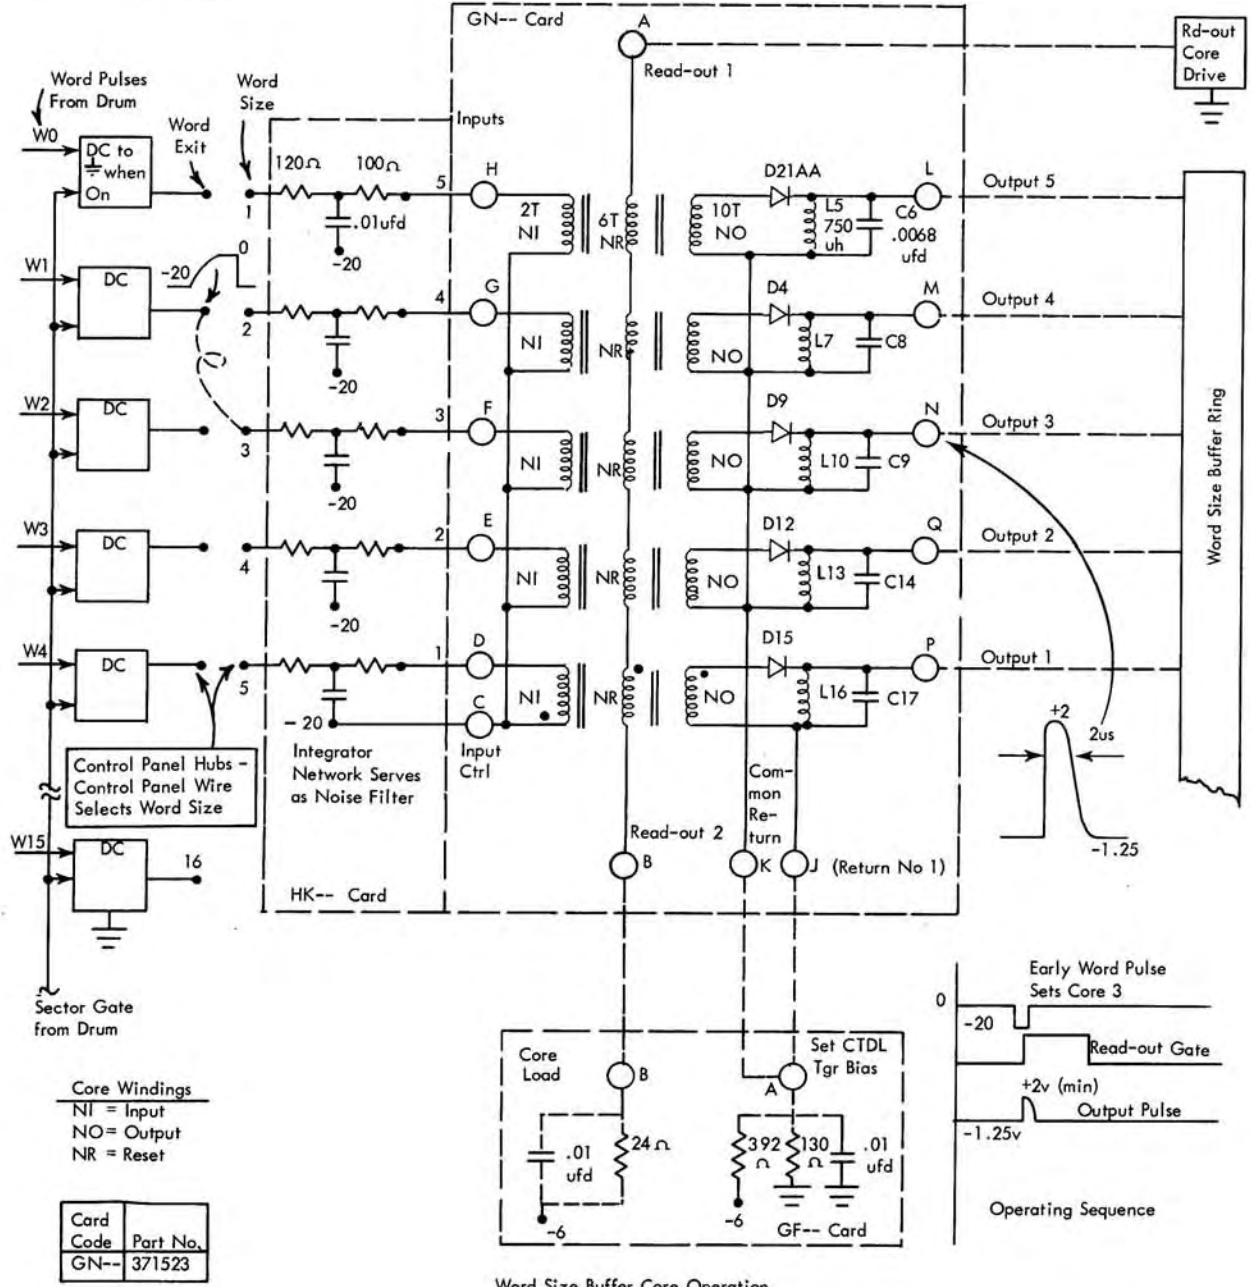 GN-- Card
A
Rd-out
Core
Drive
Read-out 1
Word Pulses
From Drum
Word
Size
Word
Exit
Inputs
W0
DC to
when
On
120Ω
100Ω
.01ufd
-20
1
5
H
2T
NI
6T
NR
10T
NO
D21AA
L5
750
uh
C6
.0068
ufd
L
Output 5
W1
DC
-20
0
2
-20
4
G
NI
NR
NO
D4
L7
C8
M
Output 4
W2
DC
3
-20
3
F
NI
NR
NO
D9
L10
C9
N
Output 3
W3
DC
4
-20
2
E
NI
NR
NO
D12
L13
C14
Q
Output 2
W4
DC
5
-20
1
D
C
NI
NR
NO
D15
L16
C17
P
Output 1
Word Size Buffer Ring
Control Panel Hubs -
Control Panel Wire
Selects Word Size
Integrator
Network Serves
as Noise Filter
Input
Ctrl
Com-
mon
Re-
turn
+2
2us
-1.25
W15
DC
16
Read-out 2
B
K
J (Return No 1)
HK-- Card
Sector Gate
from Drum
Core
Load
B
Set CTDL
Tgr Bias
A
.01
ufd
24Ω
-6
392
Ω
130
Ω
.01
ufd
-6
GF-- Card
Early Word Pulse
Sets Core 3
0
-20
Read-out Gate
+2v (min)
Output Pulse
-1.25v
Operating Sequence
Core Windings
NI = Input
NO = Output
NR = Reset
Card
Code Part No.
GN-- 371523
Word Size Buffer Core Operation